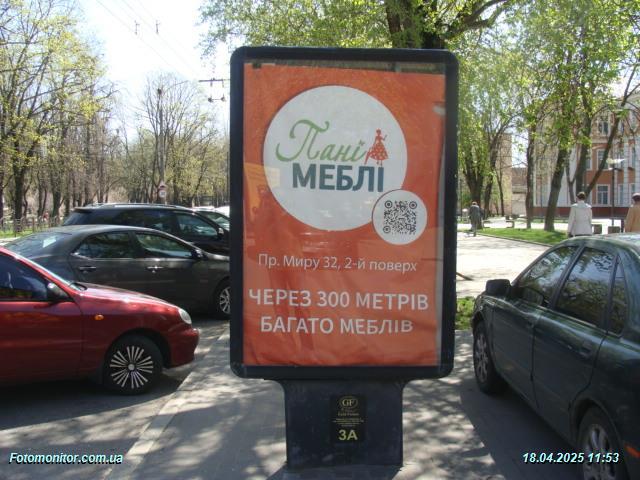 Пані
МЕБЛІ
Пр. Миру 32, 2-й поверх
ЧЕРЕЗ 300 МЕТРІВ
БАГАТО МЕБЛІВ
GF
3A
Fotomonitor.com.ua
18.04.2025 11:53